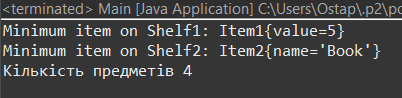 <terminated> Main [Java Application] C:\Users\Ostap\.p2\po
Minimum item on Shelf1: Item1{value=5}
Minimum item on Shelf2: Item2{name='Book'}
Кількість предметів 4